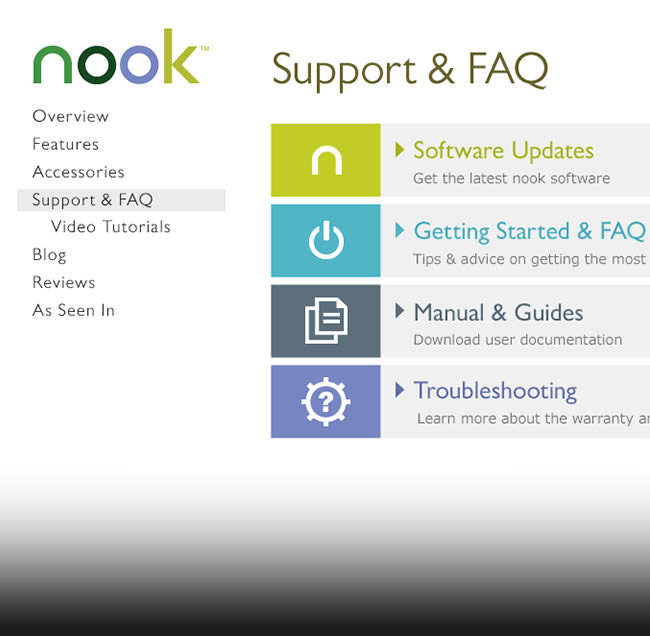 nook™
Overview
Features
Accessories
Support & FAQ
Video Tutorials
Blog
Reviews
As Seen In
Support & FAQ
n
Software Updates
Get the latest nook software
Getting Started & FAQ
Tips & advice on getting the most
Manual & Guides
Download user documentation
?
Troubleshooting
Learn more about the warranty